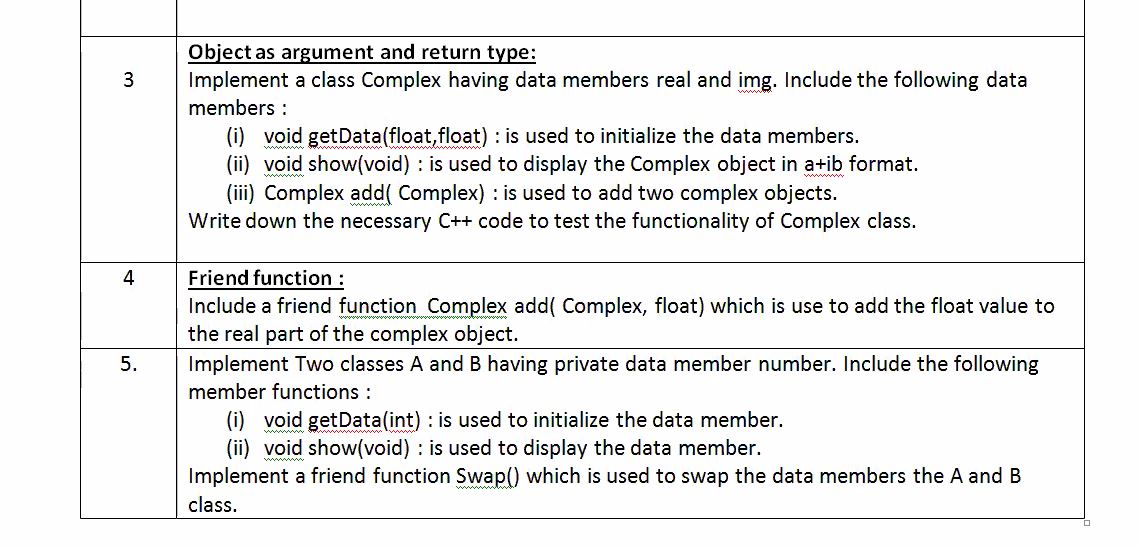 Object as argument and return type:
3 Implement a class Complex having data members real and img. Include the following data
members :
(i) void getData(float,float) : is used to initialize the data members.
(ii) void show(void) : is used to display the Complex object in a+ib format.
(iii) Complex add( Complex) : is used to add two complex objects.
Write down the necessary C++ code to test the functionality of Complex class.
4 Friend function :
Include a friend function Complex add( Complex, float) which is use to add the float value to
the real part of the complex object.
5. Implement Two classes A and B having private data member number. Include the following
member functions :
(i) void getData(int) : is used to initialize the data member.
(ii) void show(void) : is used to display the data member.
Implement a friend function Swap() which is used to swap the data members the A and B
class.